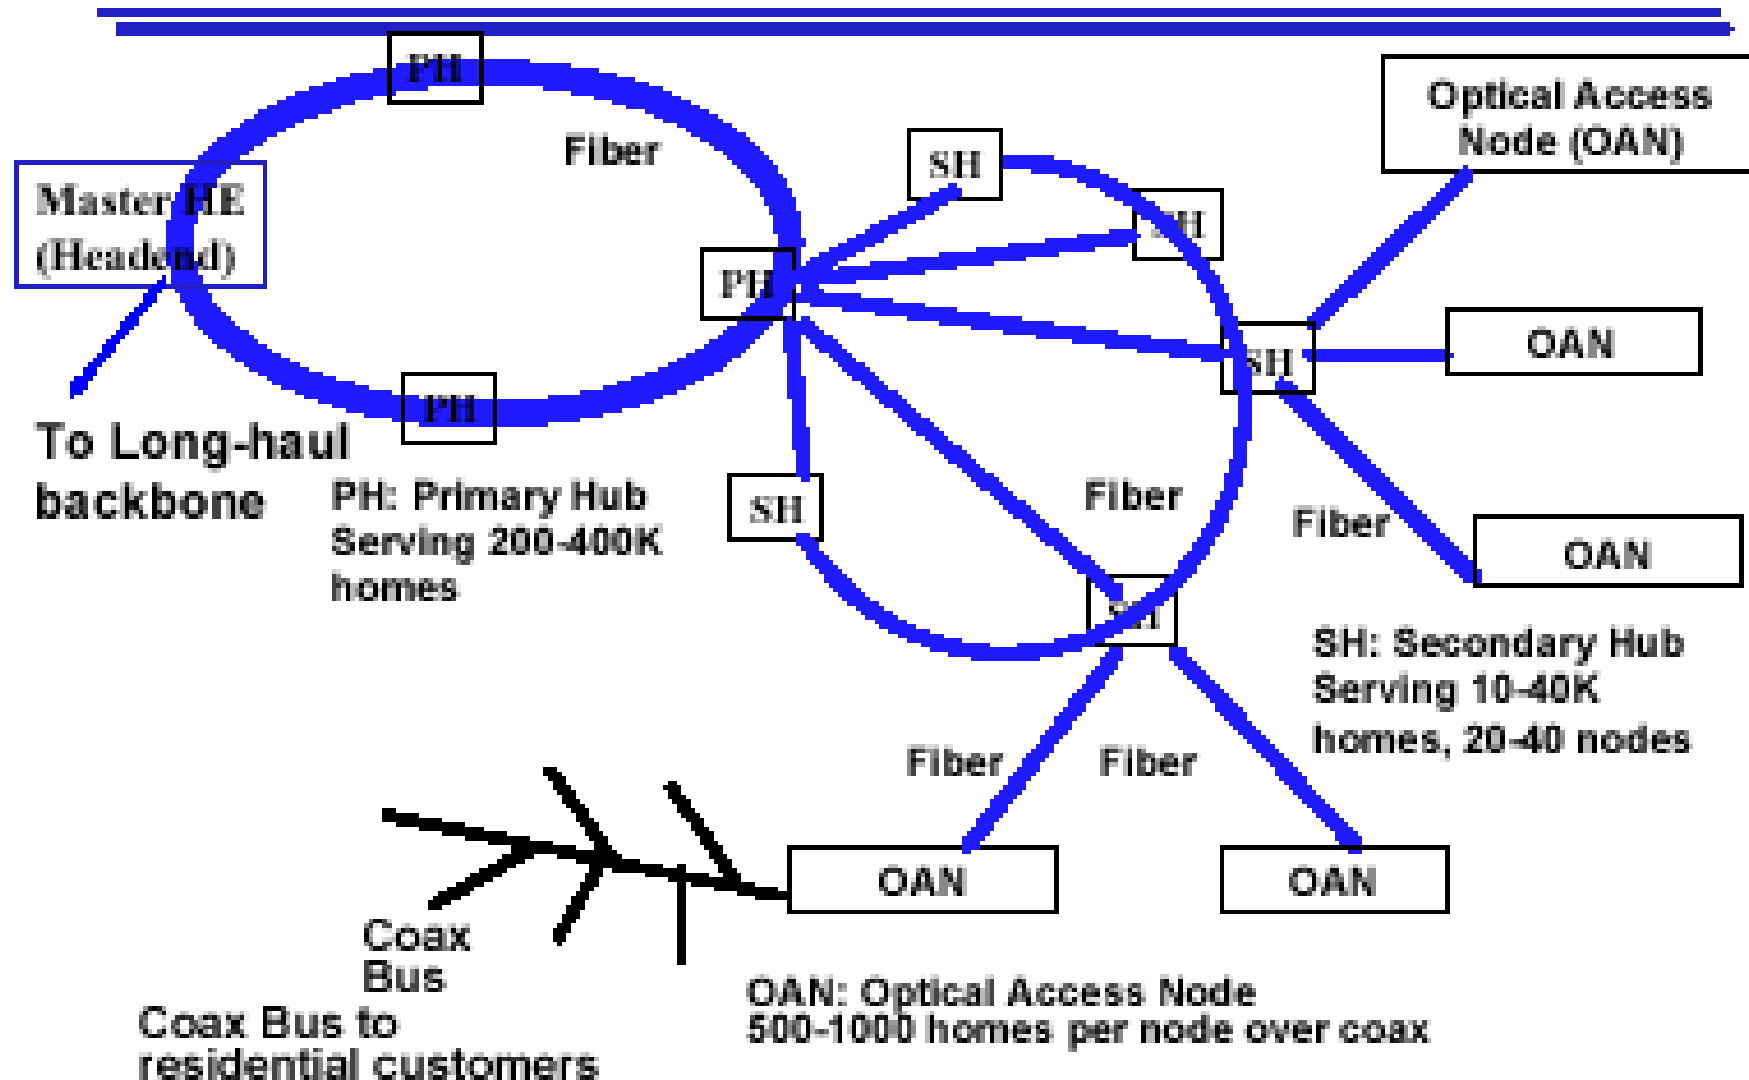 PH
Fiber
Optical Access
Node (OAN)
SH
Master HE
(Headend)
SH
PH
OAN
SH
PH
To Long-haul
backbone
PH: Primary Hub
Serving 200-400K
homes
SH
Fiber
Fiber
OAN
SH
SH: Secondary Hub
Serving 10-40K
homes, 20-40 nodes
Fiber
Fiber
OAN
OAN
Coax
Bus
Coax Bus to
residential customers
OAN: Optical Access Node
500-1000 homes per node over coax